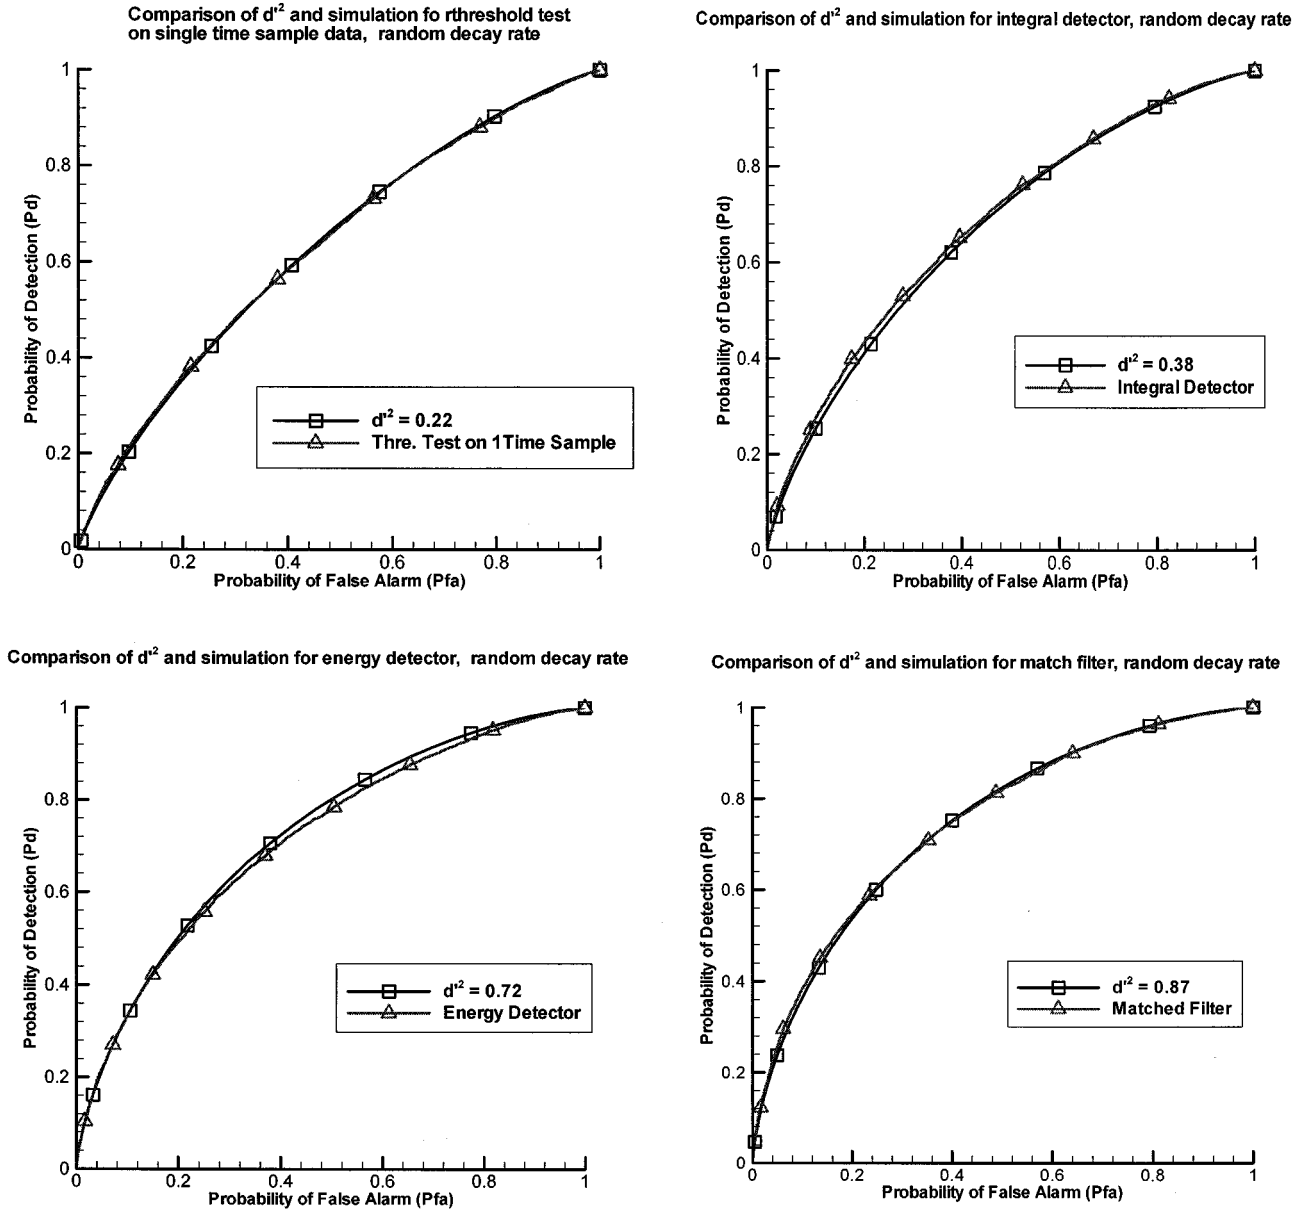 Comparison of d'² and simulation fo rthreshold test
on single time sample data, random decay rate
1
0.8
0.6
0.4
0.2
0
Probability of Detection (Pd)
d'² = 0.22
Thre. Test on 1Time Sample
0
0.2
0.4
0.6
0.8
1
Probability of False Alarm (Pfa)
Comparison of d'² and simulation for integral detector, random decay rate
1
0.8
0.6
0.4
0.2
0
Probability of Detection (Pd)
d'² = 0.38
Integral Detector
0
0.2
0.4
0.6
0.8
1
Probability of False Alarm (Pfa)
Comparison of d'² and simulation for energy detector, random decay rate
1
0.8
0.6
0.4
0.2
0
Probability of Detection (Pd)
d'² = 0.72
Energy Detector
0
0.2
0.4
0.6
0.8
1
Probability of False Alarm (Pfa)
Comparison of d'² and simulation for match filter, random decay rate
1
0.8
0.6
0.4
0.2
0
Probability of Detection (Pd)
d'² = 0.87
Matched Filter
0
0.2
0.4
0.6
0.8
1
Probability of False Alarm (Pfa)